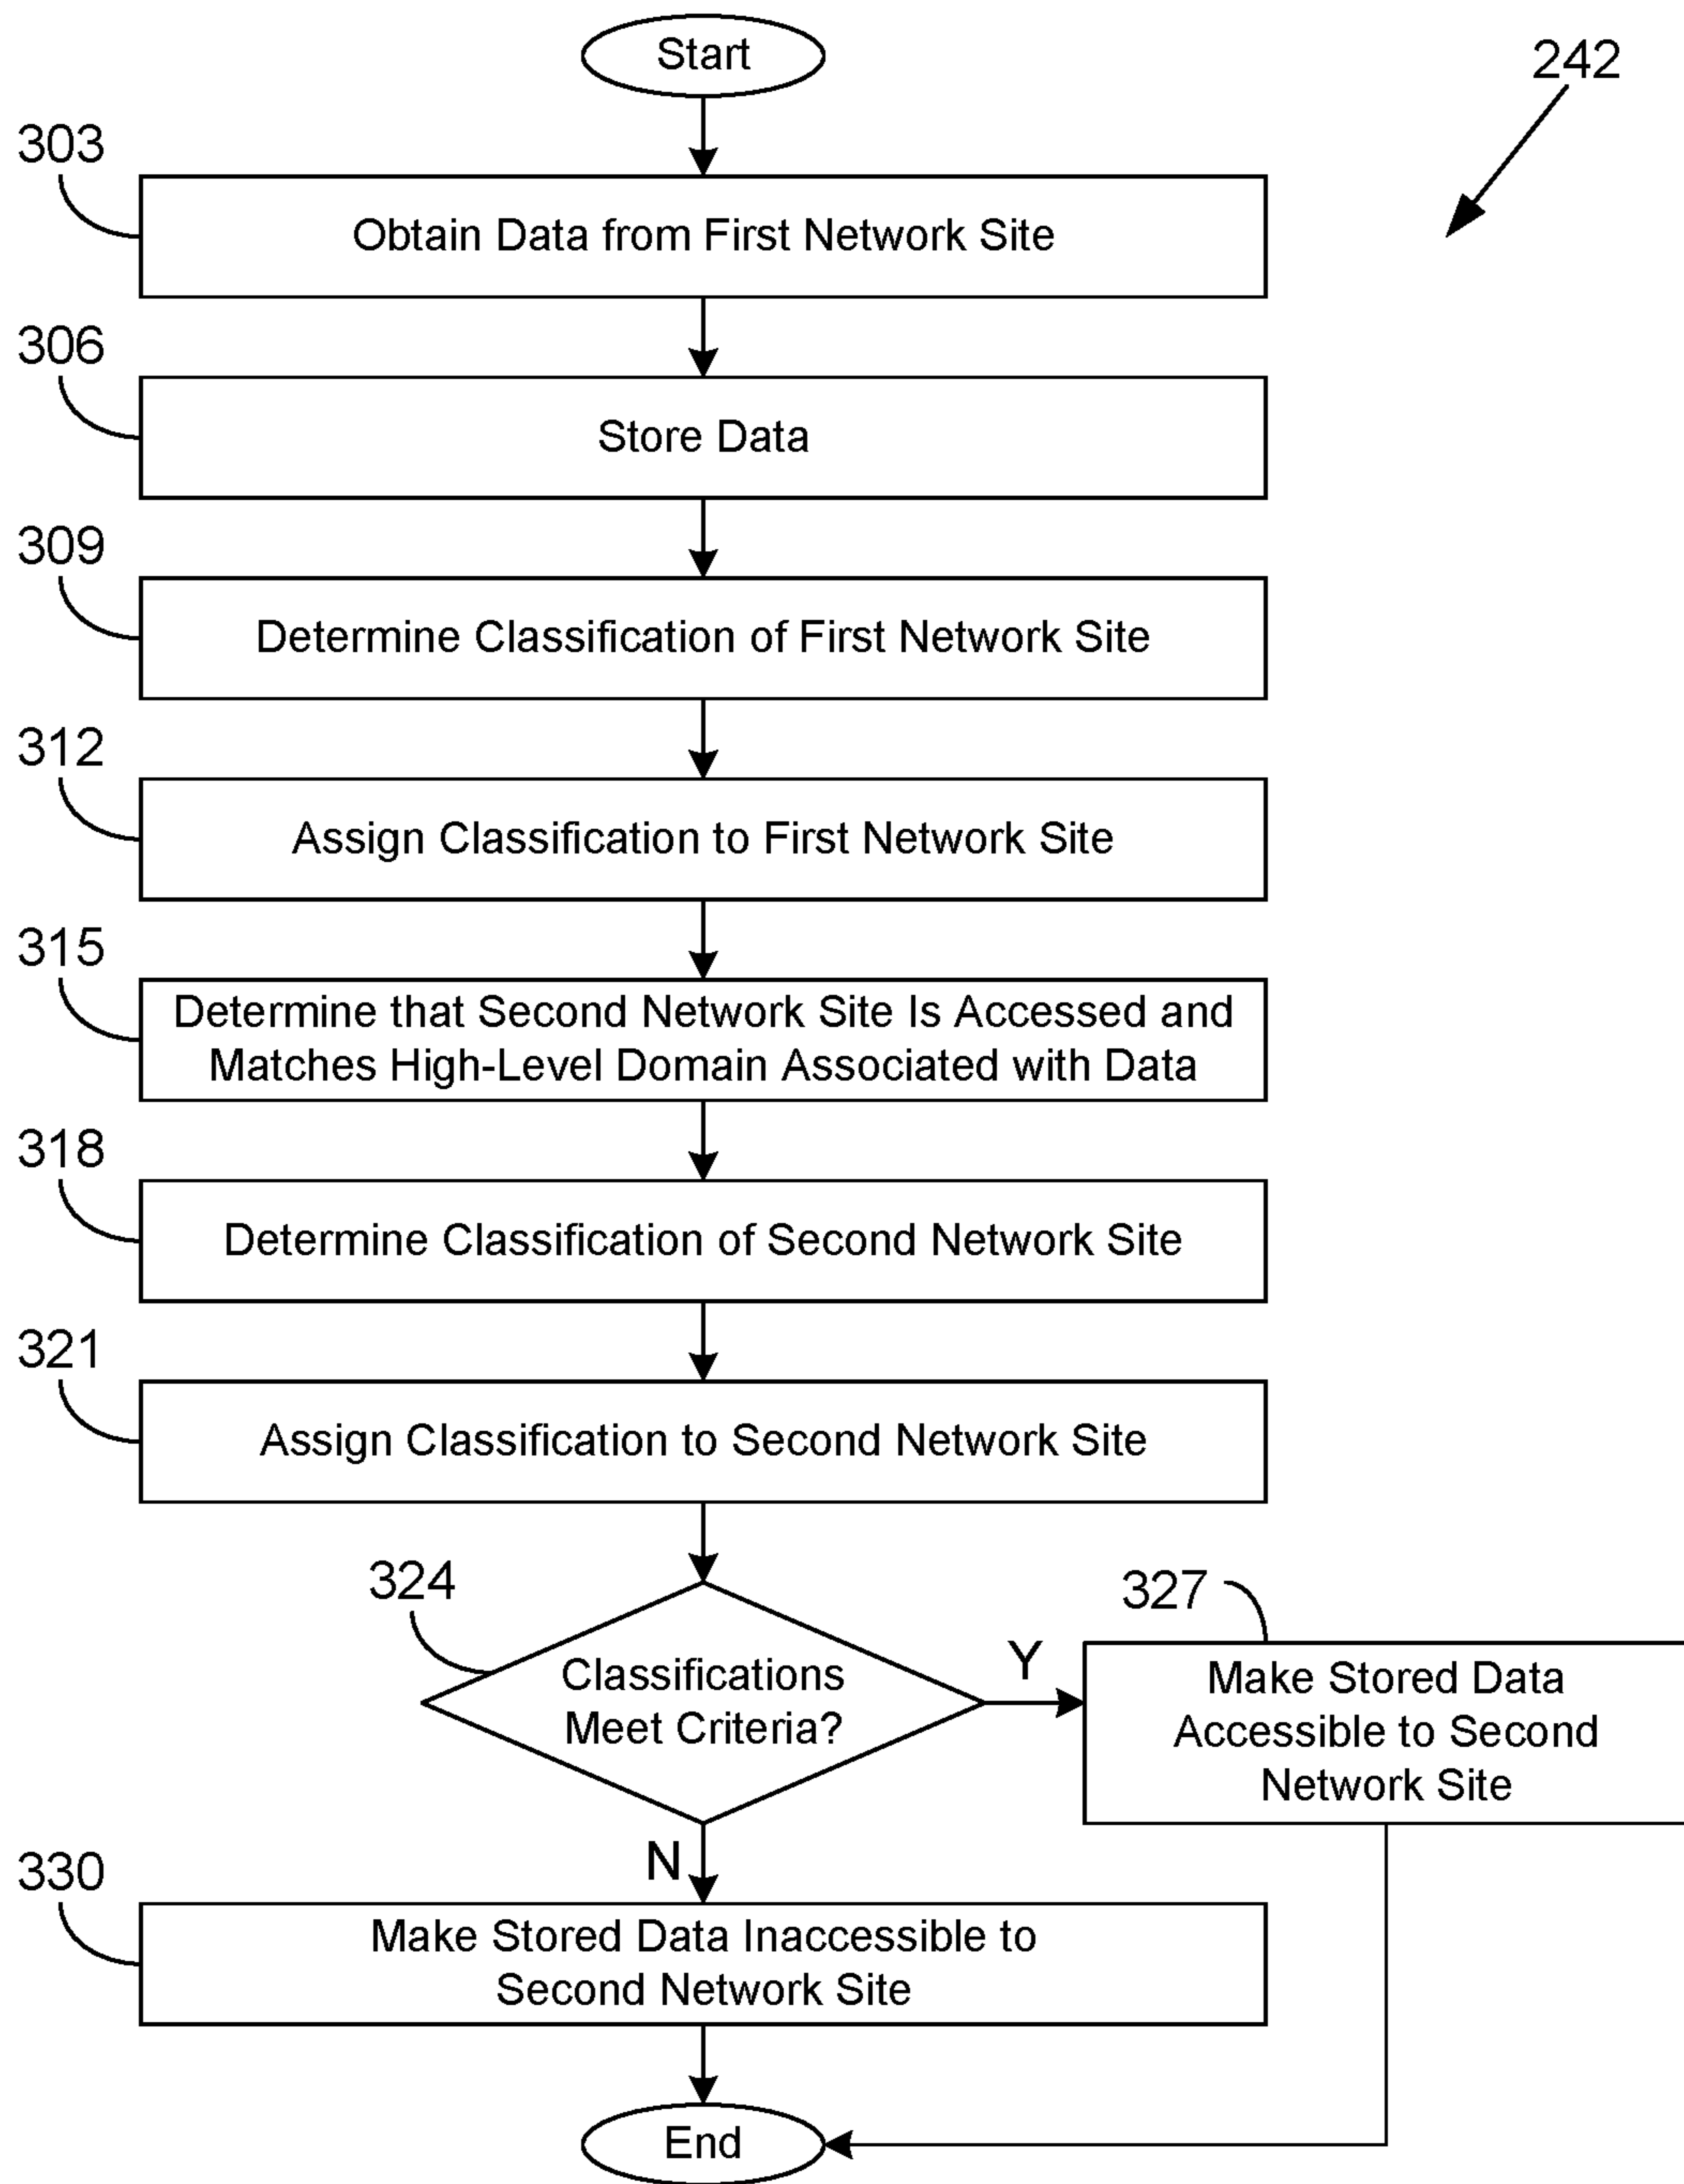 Start
242
303
Obtain Data from First Network Site
306
Store Data
309
Determine Classification of First Network Site
312
Assign Classification to First Network Site
315
Determine that Second Network Site Is Accessed and
Matches High-Level Domain Associated with Data
318
Determine Classification of Second Network Site
321
Assign Classification to Second Network Site
324
Classifications
Meet Criteria?
Y
327
Make Stored Data
Accessible to Second
Network Site
N
330
Make Stored Data Inaccessible to
Second Network Site
End